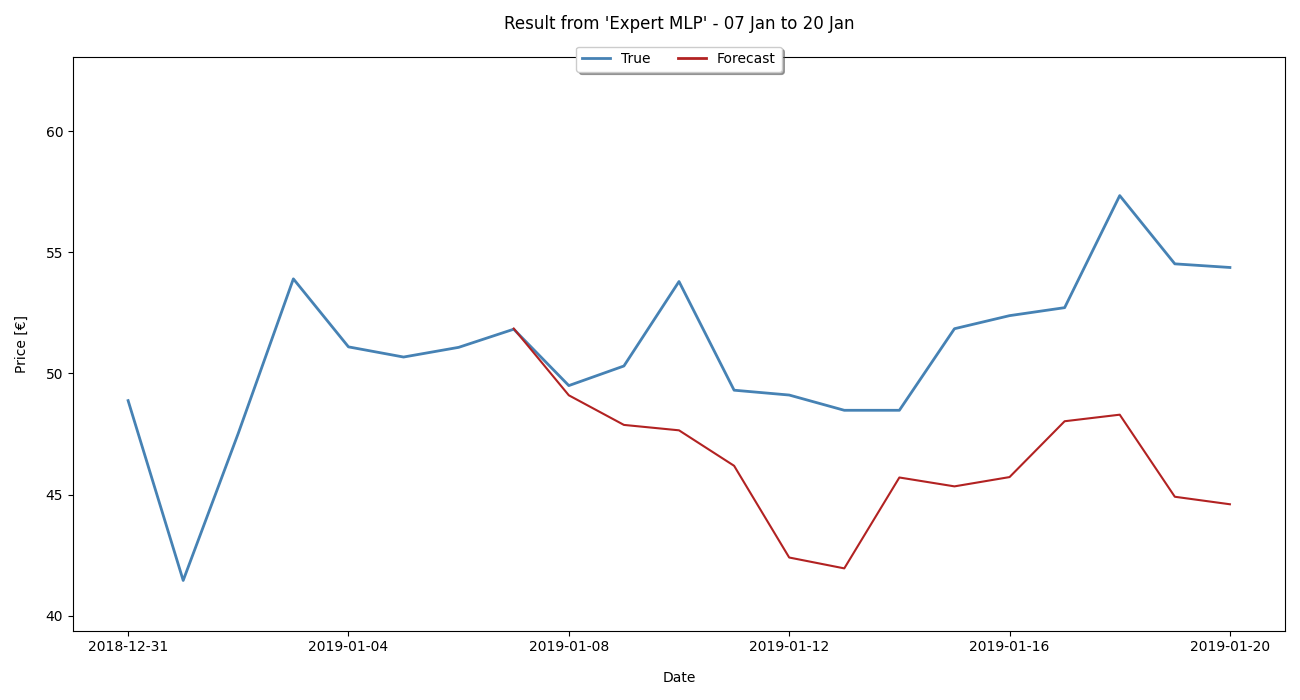 Result from 'Expert MLP' - 07 Jan to 20 Jan
True Forecast
60
55
50
45
40
Price [€]
2018-12-31 2019-01-04 2019-01-08 2019-01-12 2019-01-16 2019-01-20
Date